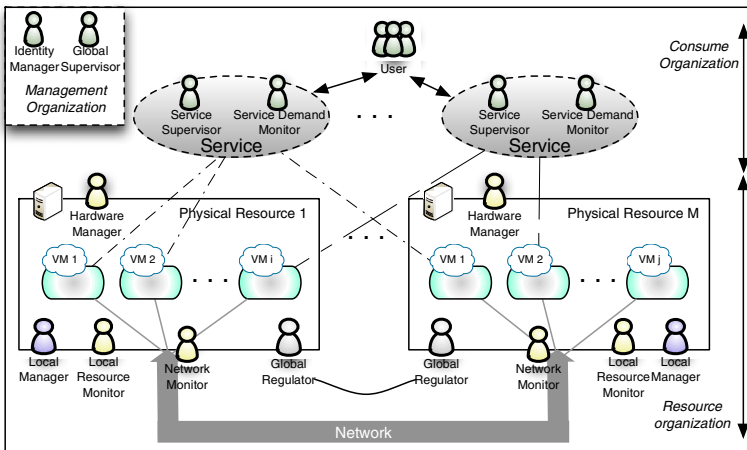 Identity
Manager
Global
Supervisor
Management
Organization
User
Consume
Organization
Service
Supervisor
Service Demand
Monitor
Service
. . .
Service
Supervisor
Service Demand
Monitor
Service
Hardware
Manager
Physical Resource 1
VM 1
VM 2
. . .
VM i
. . .
Hardware
Manager
Physical Resource M
VM 1
VM 2
. . .
VM j
Local
Manager
Local
Resource
Monitor
Network
Monitor
Global
Regulator
Global
Regulator
Network
Monitor
Local
Resource
Monitor
Local
Manager
Resource
organization
Network